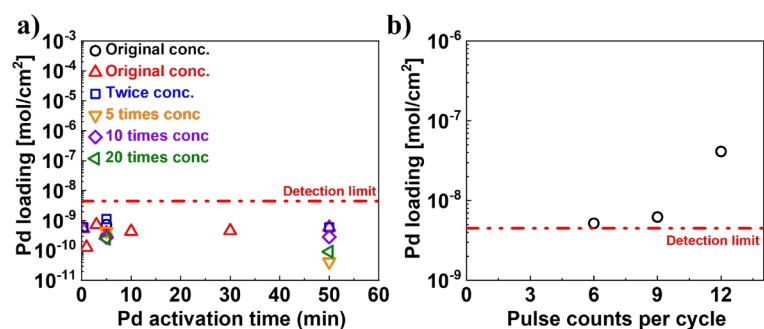 a)
Pd loading [mol/cm²]
10⁻³
10⁻⁴
10⁻⁵
10⁻⁶
10⁻⁷
10⁻⁸
10⁻⁹
10⁻¹⁰
10⁻¹¹
Original conc.
Original conc.
Twice conc.
5 times conc
10 times conc
20 times conc
Detection limit
0 10 20 30 40 50 60
Pd activation time (min)
b)
Pd loading [mol/cm²]
10⁻⁶
10⁻⁷
10⁻⁸
10⁻⁹
Detection limit
0 3 6 9 12
Pulse counts per cycle